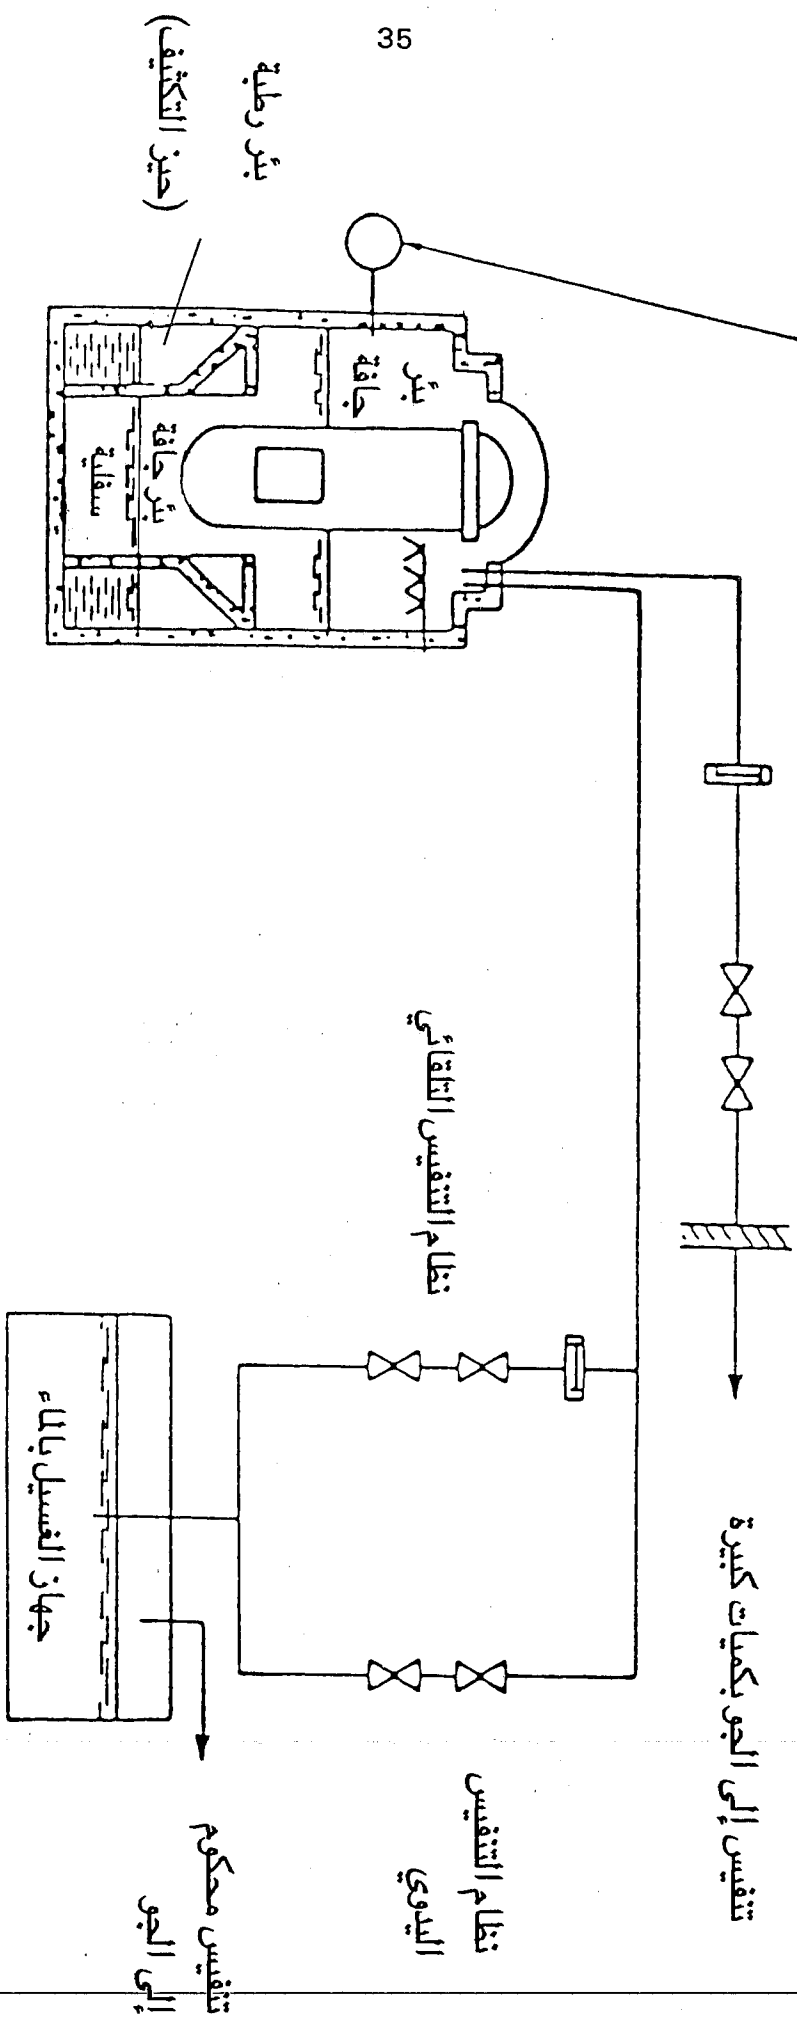 35
بئر رطبة
(حيز التكثيف)
بئر
جافة
بئر جافة
سفلية
نظام التنفيس التلقائي
جهاز الغسيل بالماء
تنفيس إلى الجو بكميات كبيرة
نظام التنفيس
اليدوي
تنفيس محكوم
إلى الجو